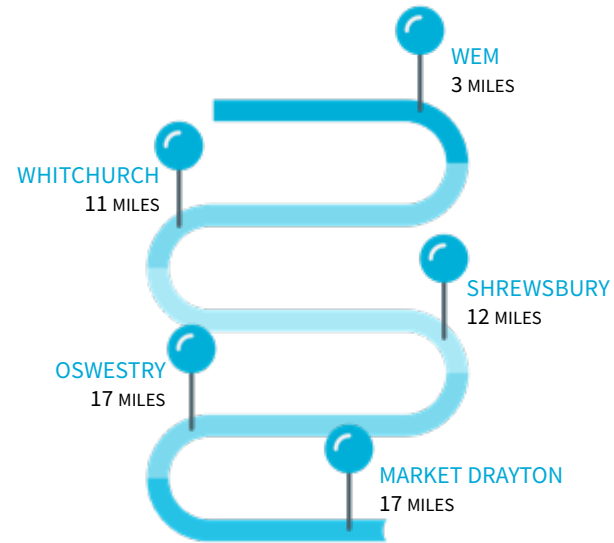 WEM
3 MILES
WHITCHURCH
11 MILES
SHREWSBURY
12 MILES
OSWESTRY
17 MILES
MARKET DRAYTON
17 MILES